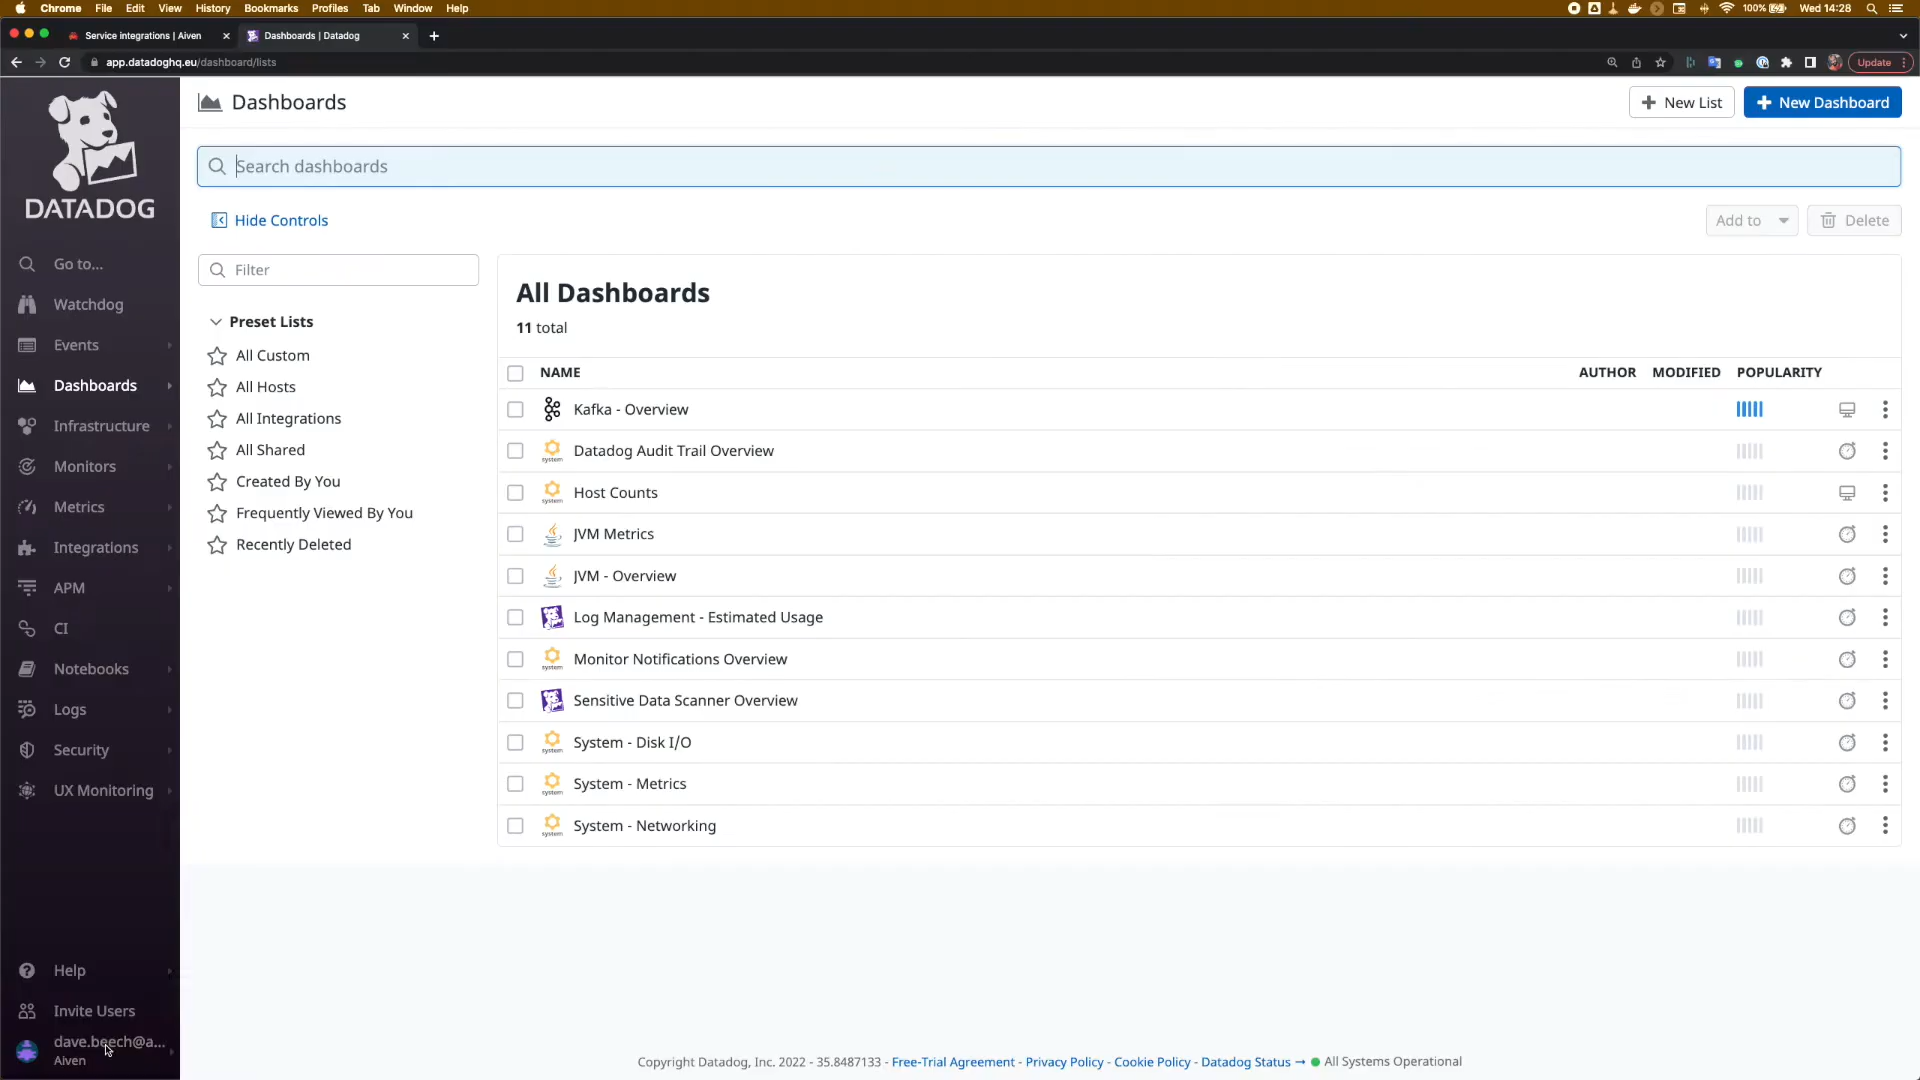 Chrome File Edit View History Bookmarks Profiles Tab Window Help 100% Wed 14:28
Service integrations | Aiven Dashboards | Datadog
app.datadoghq.eu/dashboard/lists Update
DATADOG
Go to...
Watchdog
Events
Dashboards
Infrastructure
Monitors
Metrics
Integrations
APM
CI
Notebooks
Logs
Security
UX Monitoring
Help
Invite Users
dave.beech@a...
Aiven
Dashboards
New List
New Dashboard
Search dashboards
Hide Controls
Add to
Delete
Filter
Preset Lists
All Custom
All Hosts
All Integrations
All Shared
Created By You
Frequently Viewed By You
Recently Deleted
All Dashboards
11 total
NAME AUTHOR MODIFIED POPULARITY
Kafka - Overview
system Datadog Audit Trail Overview
system Host Counts
JVM Metrics
JVM - Overview
Log Management - Estimated Usage
system Monitor Notifications Overview
Sensitive Data Scanner Overview
system System - Disk I/O
system System - Metrics
system System - Networking
Copyright Datadog, Inc. 2022 - 35.8487133 - Free-Trial Agreement - Privacy Policy - Cookie Policy - Datadog Status → All Systems Operational